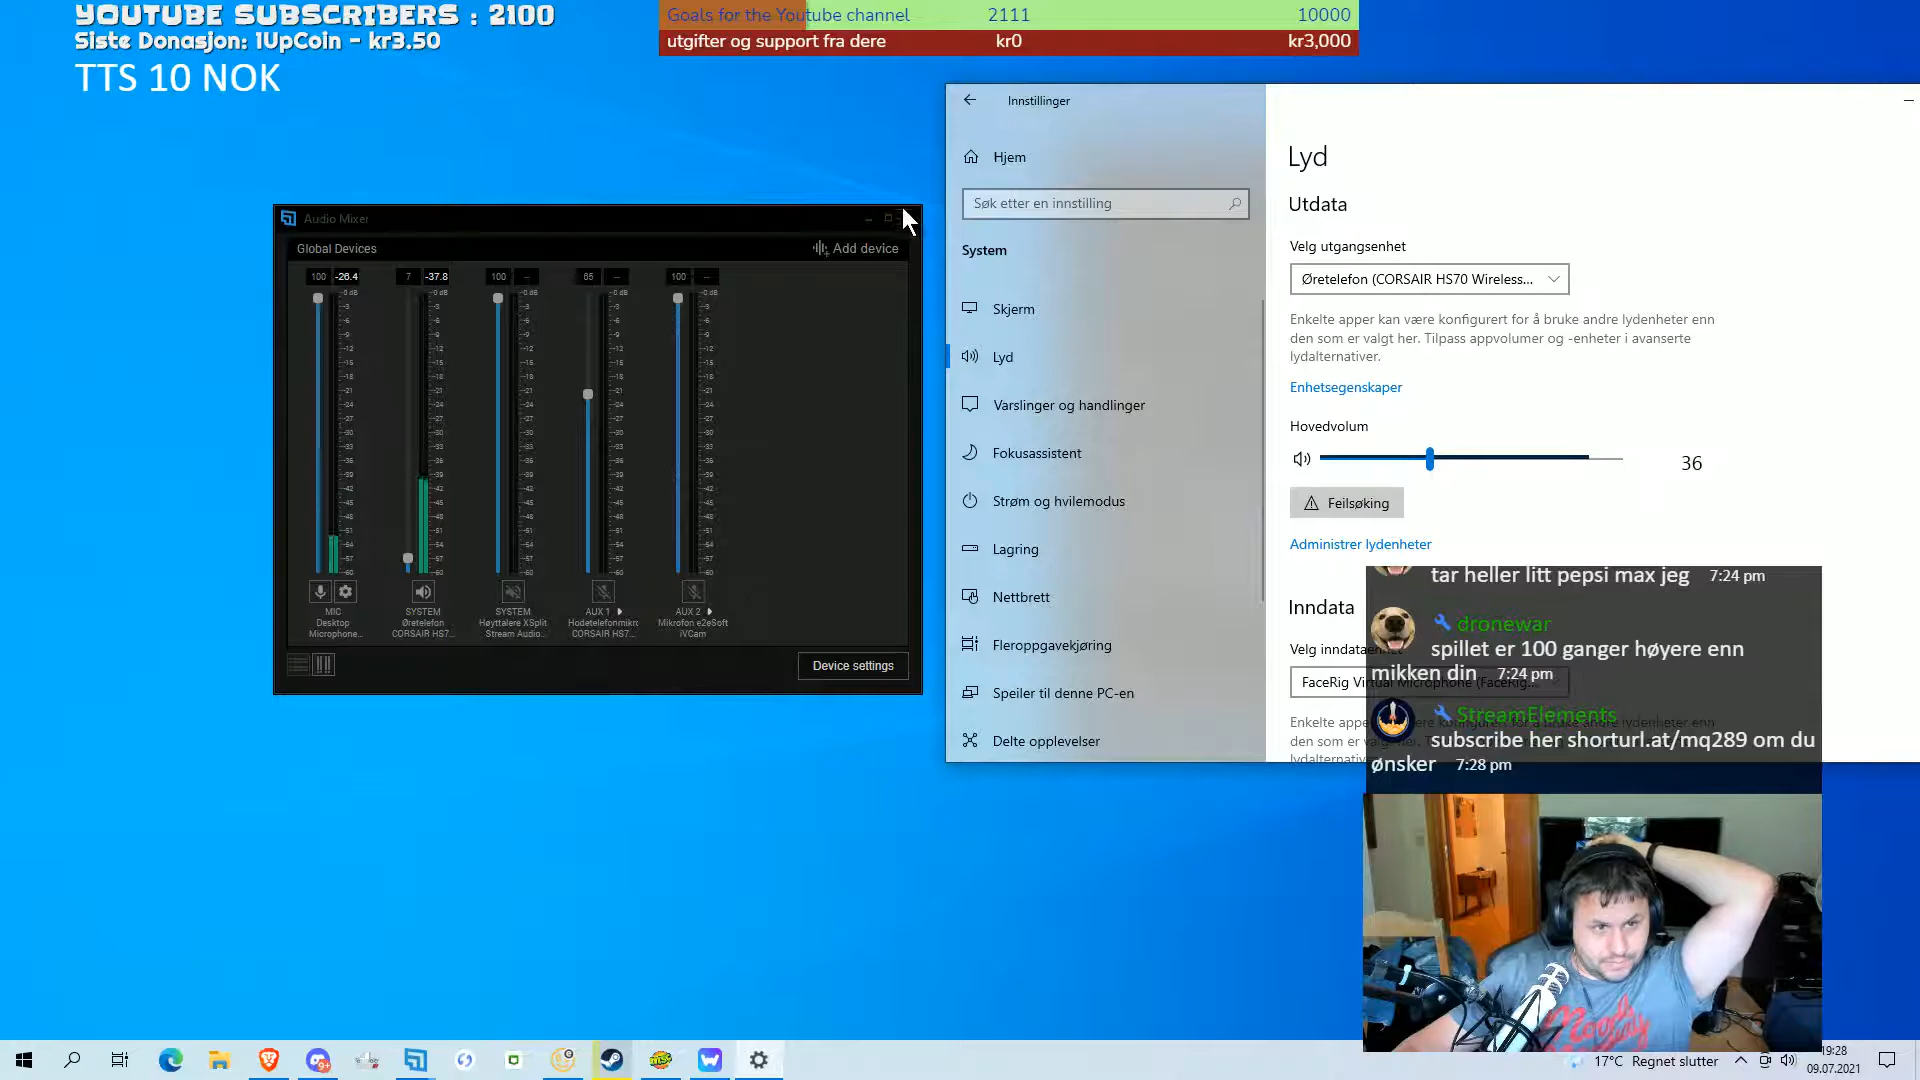 YOUTUBE SUBSCRIBERS : 2100
Siste Donasjon: 1UpCoin - kr3.50
TTS 10 NOK
Goals for the Youtube channel 2111 10000
utgifter og support fra dere kr0 kr3,000
Audio Mixer
Global Devices
Add device
100 -26.4 7 -37.8 100 -- 65 -- 100 --
MIC
Desktop
Microphone...
SYSTEM
Øretelefon
CORSAIR HS7...
SYSTEM
Høyttalere XSplit
Stream Audio...
AUX 1
Hodetelefonmikr
CORSAIR HS7...
AUX 2
Mikrofon e2eSoft
iVCam
Device settings
Innstillinger
Hjem
Søk etter en innstilling
System
Skjerm
Lyd
Varslinger og handlinger
Fokusassistent
Strøm og hvilemodus
Lagring
Nettbrett
Fleroppgavekjøring
Speiler til denne PC-en
Delte opplevelser
Lyd
Utdata
Velg utgangsenhet
Øretelefon (CORSAIR HS70 Wireless...
Enkelte apper kan være konfigurert for å bruke andre lydenheter enn
den som er valgt her. Tilpass appvolumer og -enheter i avanserte
lydalternativer.
Enhetsegenskaper
Hovedvolum
36
Feilsøking
Administrer lydenheter
Inndata
Velg inndataenhet
FaceRig Virtual Microphone (FaceRig...
tar heller litt pepsi max jeg 7:24 pm
dronewar
spillet er 100 ganger høyere enn
mikken din 7:24 pm
StreamElements
subscribe her shorturl.at/mq289 om du
ønsker 7:28 pm
17°C Regnet slutter
19:28
09.07.2021